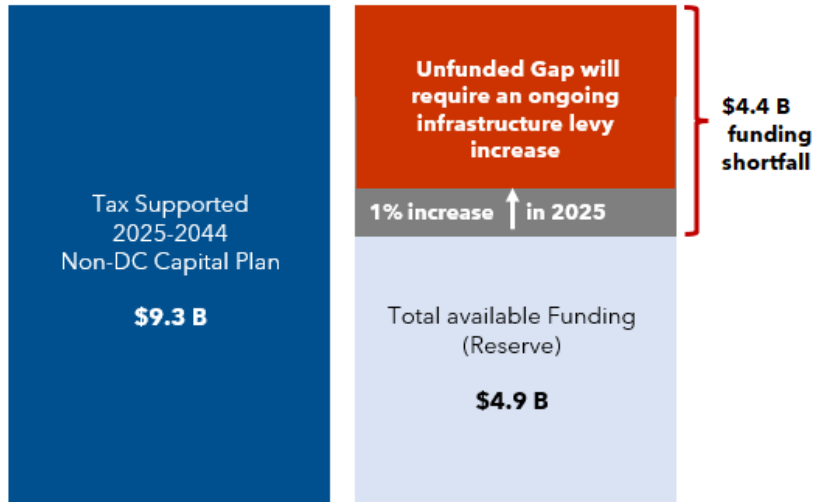 Tax Supported
2025-2044
Non-DC Capital Plan
$9.3 B
Unfunded Gap will
require an ongoing
infrastructure levy
increase
1% increase in 2025
Total available Funding
(Reserve)
$4.9 B
$4.4 B
funding
shortfall